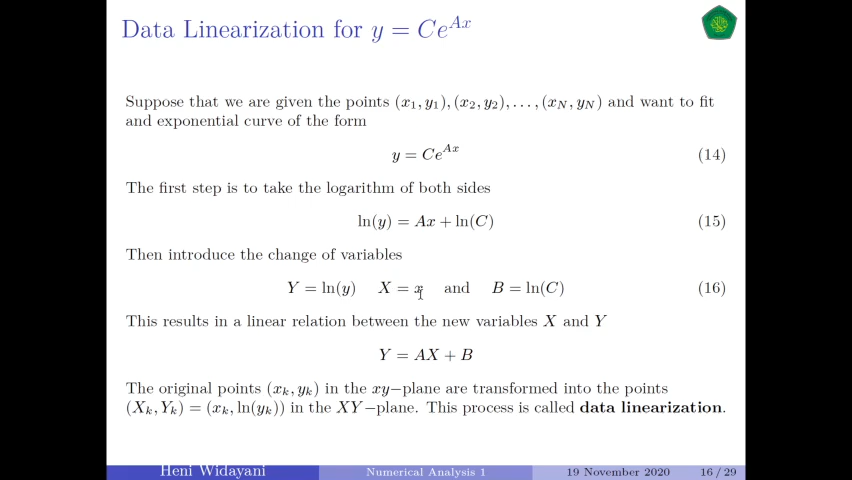 Data Linearization for y = Ce^{Ax}
Suppose that we are given the points (x_1, y_1), (x_2, y_2), . . . , (x_N, y_N) and want to fit
and exponential curve of the form
y = Ce^{Ax} (14)
The first step is to take the logarithm of both sides
ln(y) = Ax + ln(C) (15)
Then introduce the change of variables
Y = ln(y) X = x and B = ln(C) (16)
This results in a linear relation between the new variables X and Y
Y = AX + B
The original points (x_k, y_k) in the xy−plane are transformed into the points
(X_k, Y_k) = (x_k, ln(y_k)) in the XY−plane. This process is called data linearization.
Heni Widayani Numerical Analysis 1 19 November 2020 16 / 29